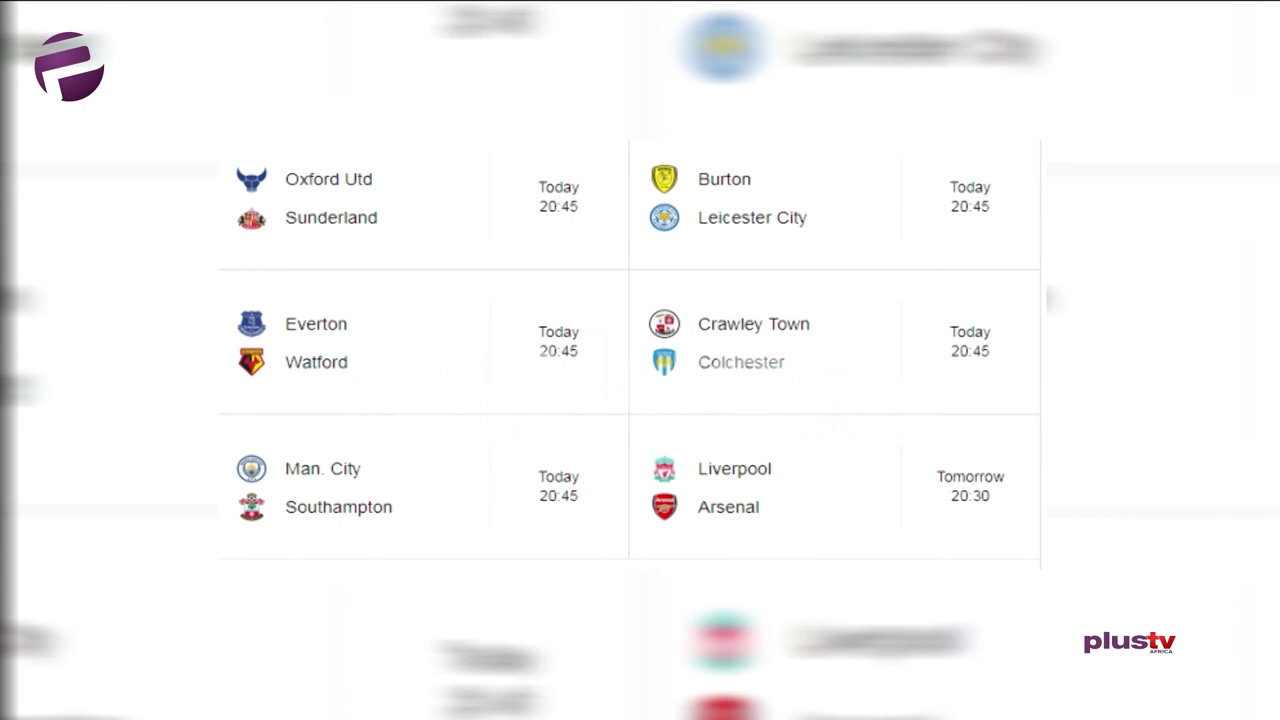 Oxford Utd
Sunderland
Today
20:45
Burton
Leicester City
Today
20:45
Everton
Watford
Today
20:45
Crawley Town
Colchester
Today
20:45
Man. City
Southampton
Today
20:45
Liverpool
Arsenal
Tomorrow
20:30
plustv
AFRICA